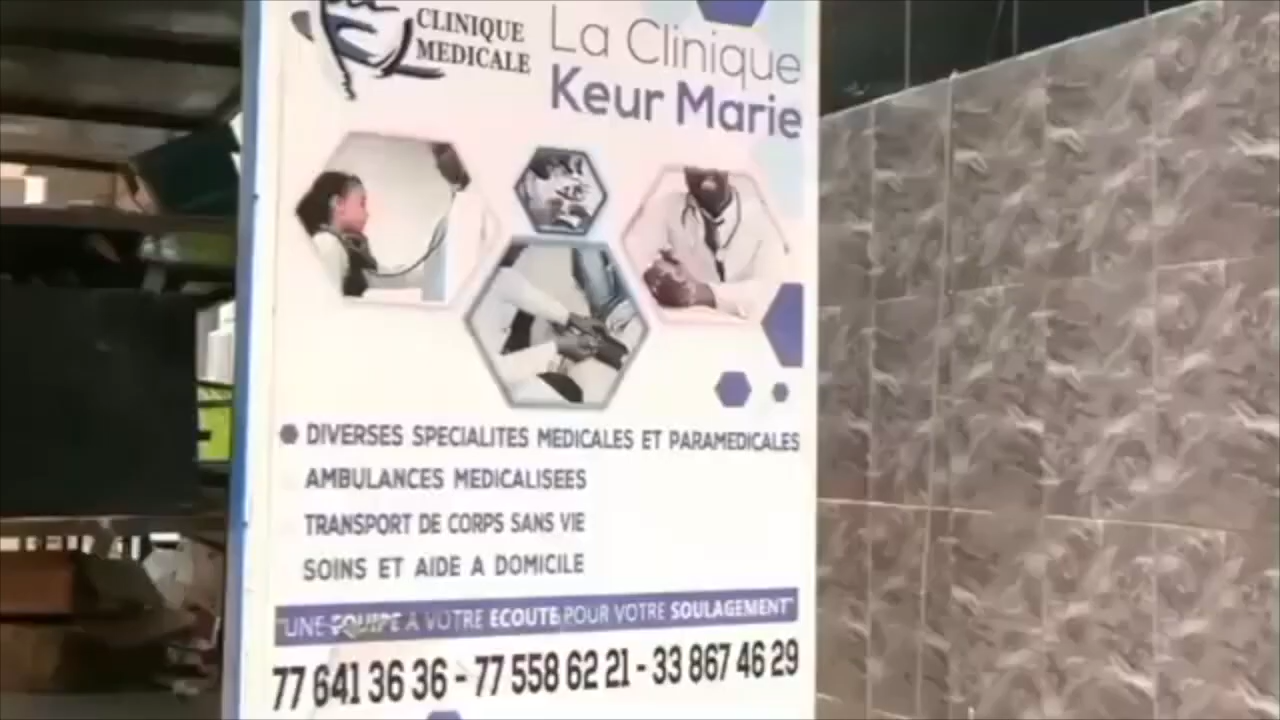 CLINIQUE
MEDICALE
La Clinique
Keur Marie
DIVERSES SPECIALITES MEDICALES ET PARAMEDICALES
AMBULANCES MEDICALISEES
TRANSPORT DE CORPS SANS VIE
SOINS ET AIDE A DOMICILE
"UNE EQUIPE A VOTRE ECOUTE POUR VOTRE SOULAGEMENT"
77 641 36 36 - 77 558 62 21 - 33 867 46 29